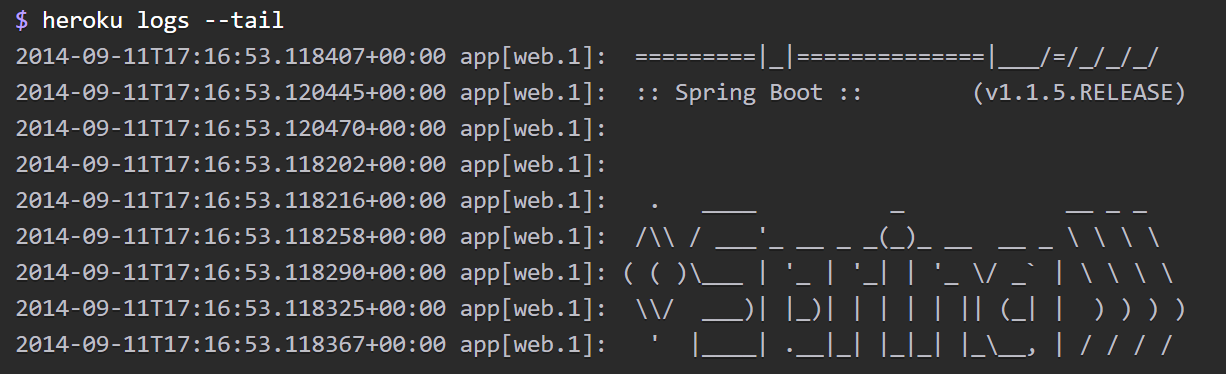 $ heroku logs --tail
2014-09-11T17:16:53.118407+00:00 app[web.1]:  =========|_|==============|___/=/_/_/_/
2014-09-11T17:16:53.120445+00:00 app[web.1]:  :: Spring Boot ::        (v1.1.5.RELEASE)
2014-09-11T17:16:53.120470+00:00 app[web.1]:
2014-09-11T17:16:53.118202+00:00 app[web.1]:
2014-09-11T17:16:53.118216+00:00 app[web.1]:   .   ____          _            __ _ _
2014-09-11T17:16:53.118258+00:00 app[web.1]:  /\\ / ___'_ __ _ _(_)_ __  __ _ \ \ \ \
2014-09-11T17:16:53.118290+00:00 app[web.1]: ( ( )\___ | '_ | '_| | '_ \/ _` | \ \ \ \
2014-09-11T17:16:53.118325+00:00 app[web.1]:  \\/  ___)| |_)| | | | | || (_| |  ) ) ) )
2014-09-11T17:16:53.118367+00:00 app[web.1]:   '  |____| .__|_| |_|_| |_\__, | / / / /